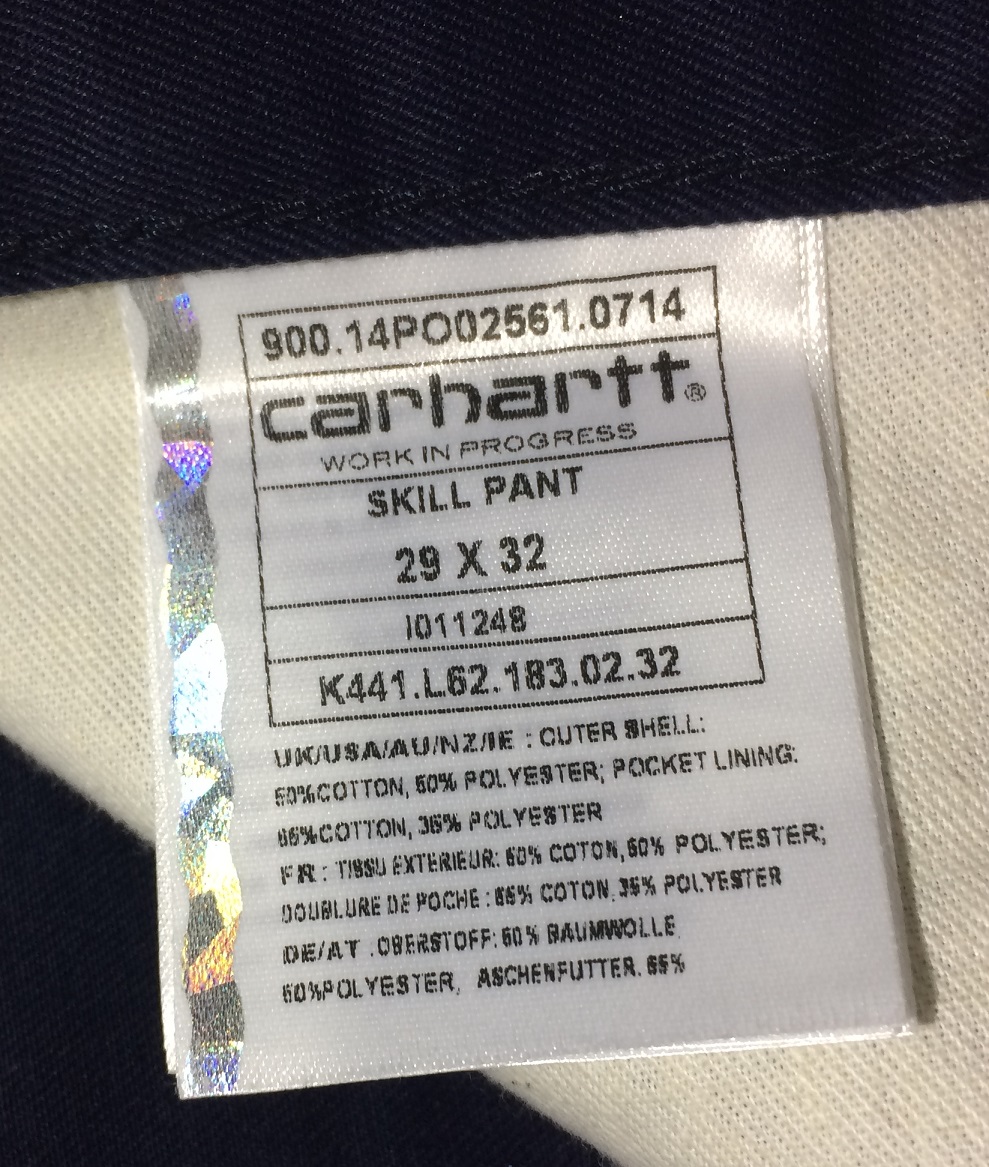 900.14PO02561.0714
carhartt®
WORK IN PROGRESS
SKILL PANT
29 X 32
I011248
K441.L62.183.02.32
UK/USA/AU/NZ/IE : OUTER SHELL:
50%COTTON, 50% POLYESTER; POCKET LINING:
65%COTTON, 35% POLYESTER
FR : TISSU EXTERIEUR: 50% COTON,50% POLYESTER;
DOUBLURE DE POCHE : 65% COTON, 35% POLYESTER
DE/AT .OBERSTOFF: 50% BAUMWOLLE
50%POLYESTER, ASCHENFUTTER. 65%